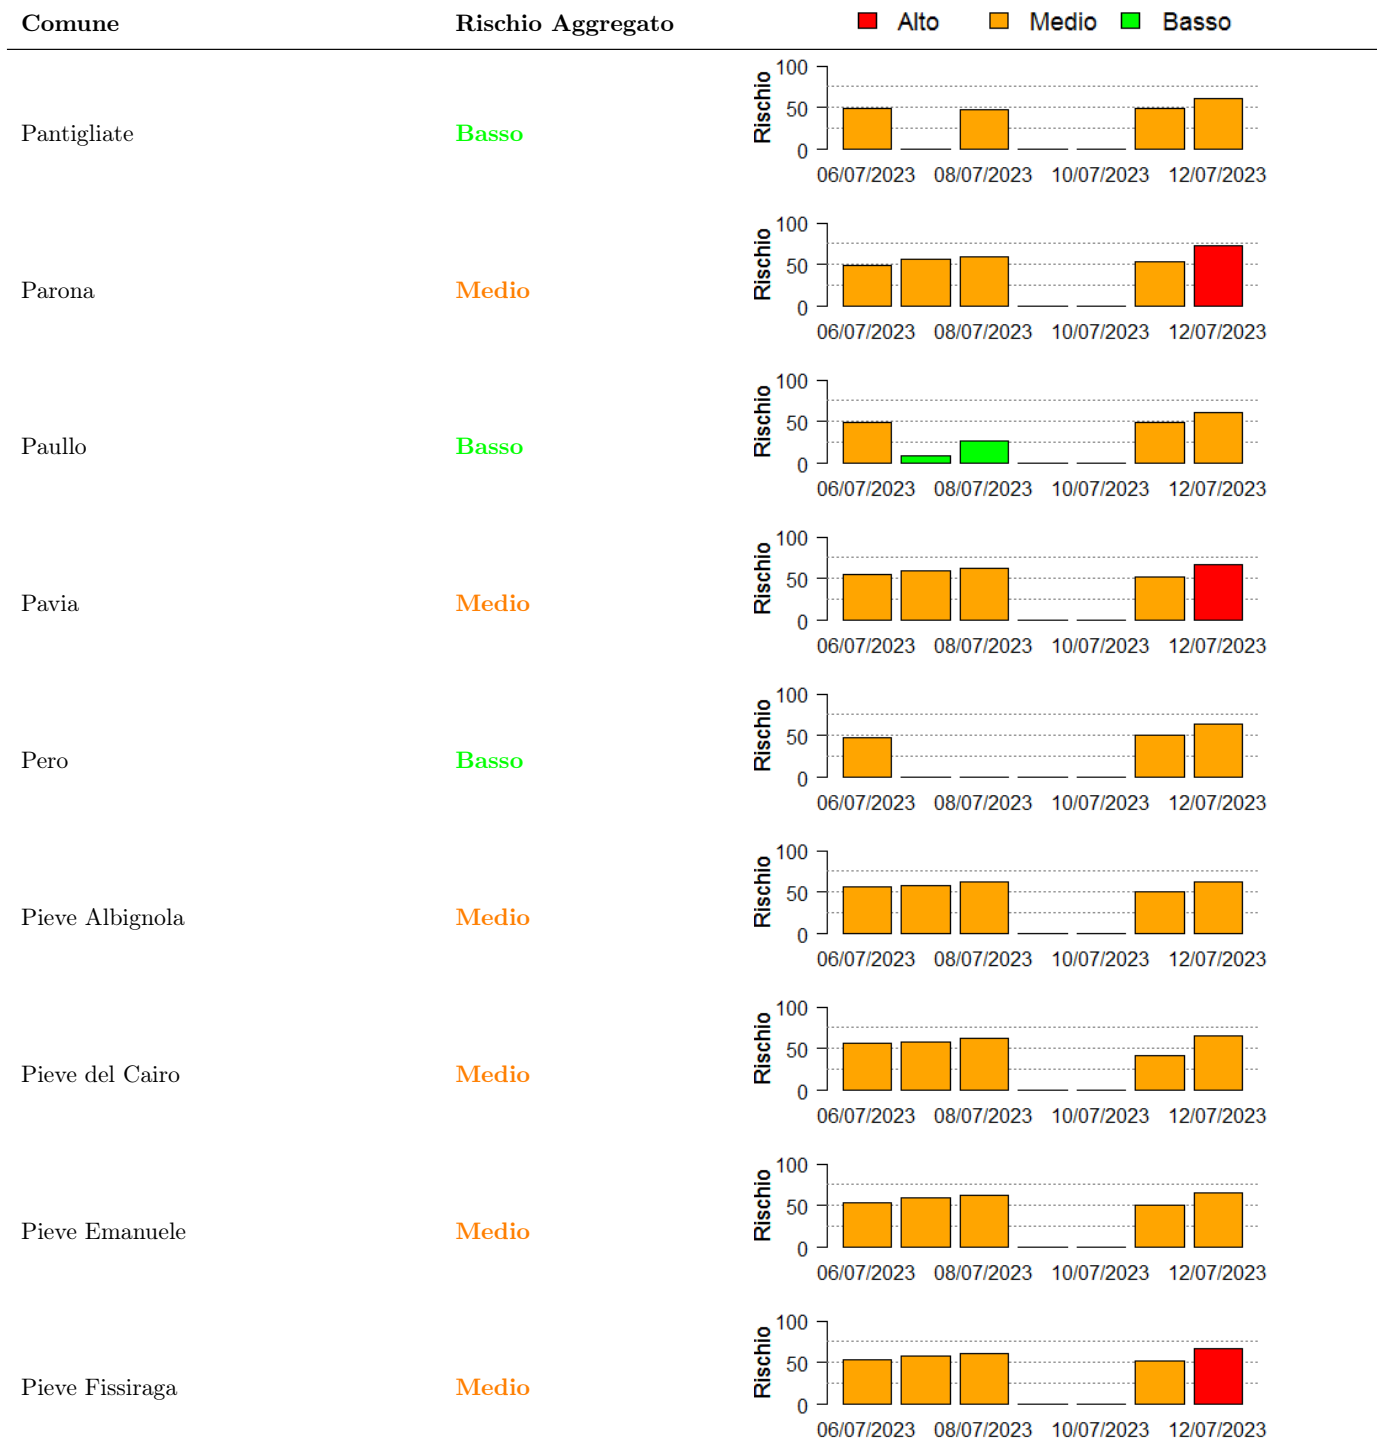 Comune Rischio Aggregato Alto Medio Basso
100
50
0
Rischio
Pantigliate Basso
06/07/2023 08/07/2023 10/07/2023 12/07/2023
100
50
0
Rischio
Parona Medio
06/07/2023 08/07/2023 10/07/2023 12/07/2023
100
50
0
Rischio
Paullo Basso
06/07/2023 08/07/2023 10/07/2023 12/07/2023
100
50
0
Rischio
Pavia Medio
06/07/2023 08/07/2023 10/07/2023 12/07/2023
100
50
0
Rischio
Pero Basso
06/07/2023 08/07/2023 10/07/2023 12/07/2023
100
50
0
Rischio
Pieve Albignola Medio
06/07/2023 08/07/2023 10/07/2023 12/07/2023
100
50
0
Rischio
Pieve del Cairo Medio
06/07/2023 08/07/2023 10/07/2023 12/07/2023
100
50
0
Rischio
Pieve Emanuele Medio
06/07/2023 08/07/2023 10/07/2023 12/07/2023
100
50
0
Rischio
Pieve Fissiraga Medio
06/07/2023 08/07/2023 10/07/2023 12/07/2023